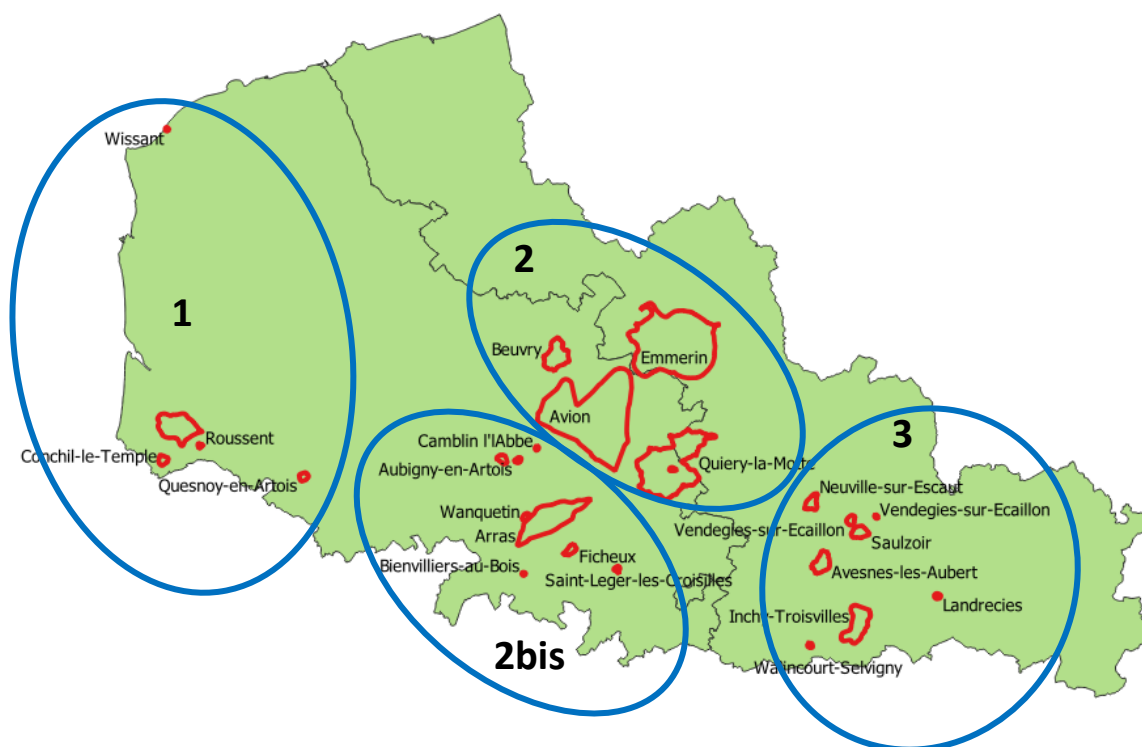 Wissant
1
2
Beuvry
Emmerin
Avion
Roussent
Conchil-le-Temple
Quesnoy-en-Artois
Camblin l'lAbbe
Aubigny-en-Artois
Quiery-la-Motte
3
Neuville-sur-Escaut
Vendegies-sur-Ecaillon
Vendegies-sur-Ecaillon
Saulzoir
Wanquetin
Arras
Ficheux
Bienvilliers-au-Bois
Saint-Leger-les-Croisilles
Avesnes-les-Aubert
Landrecies
Inchy-Troisvilles
2bis
Walincourt-Selvigny